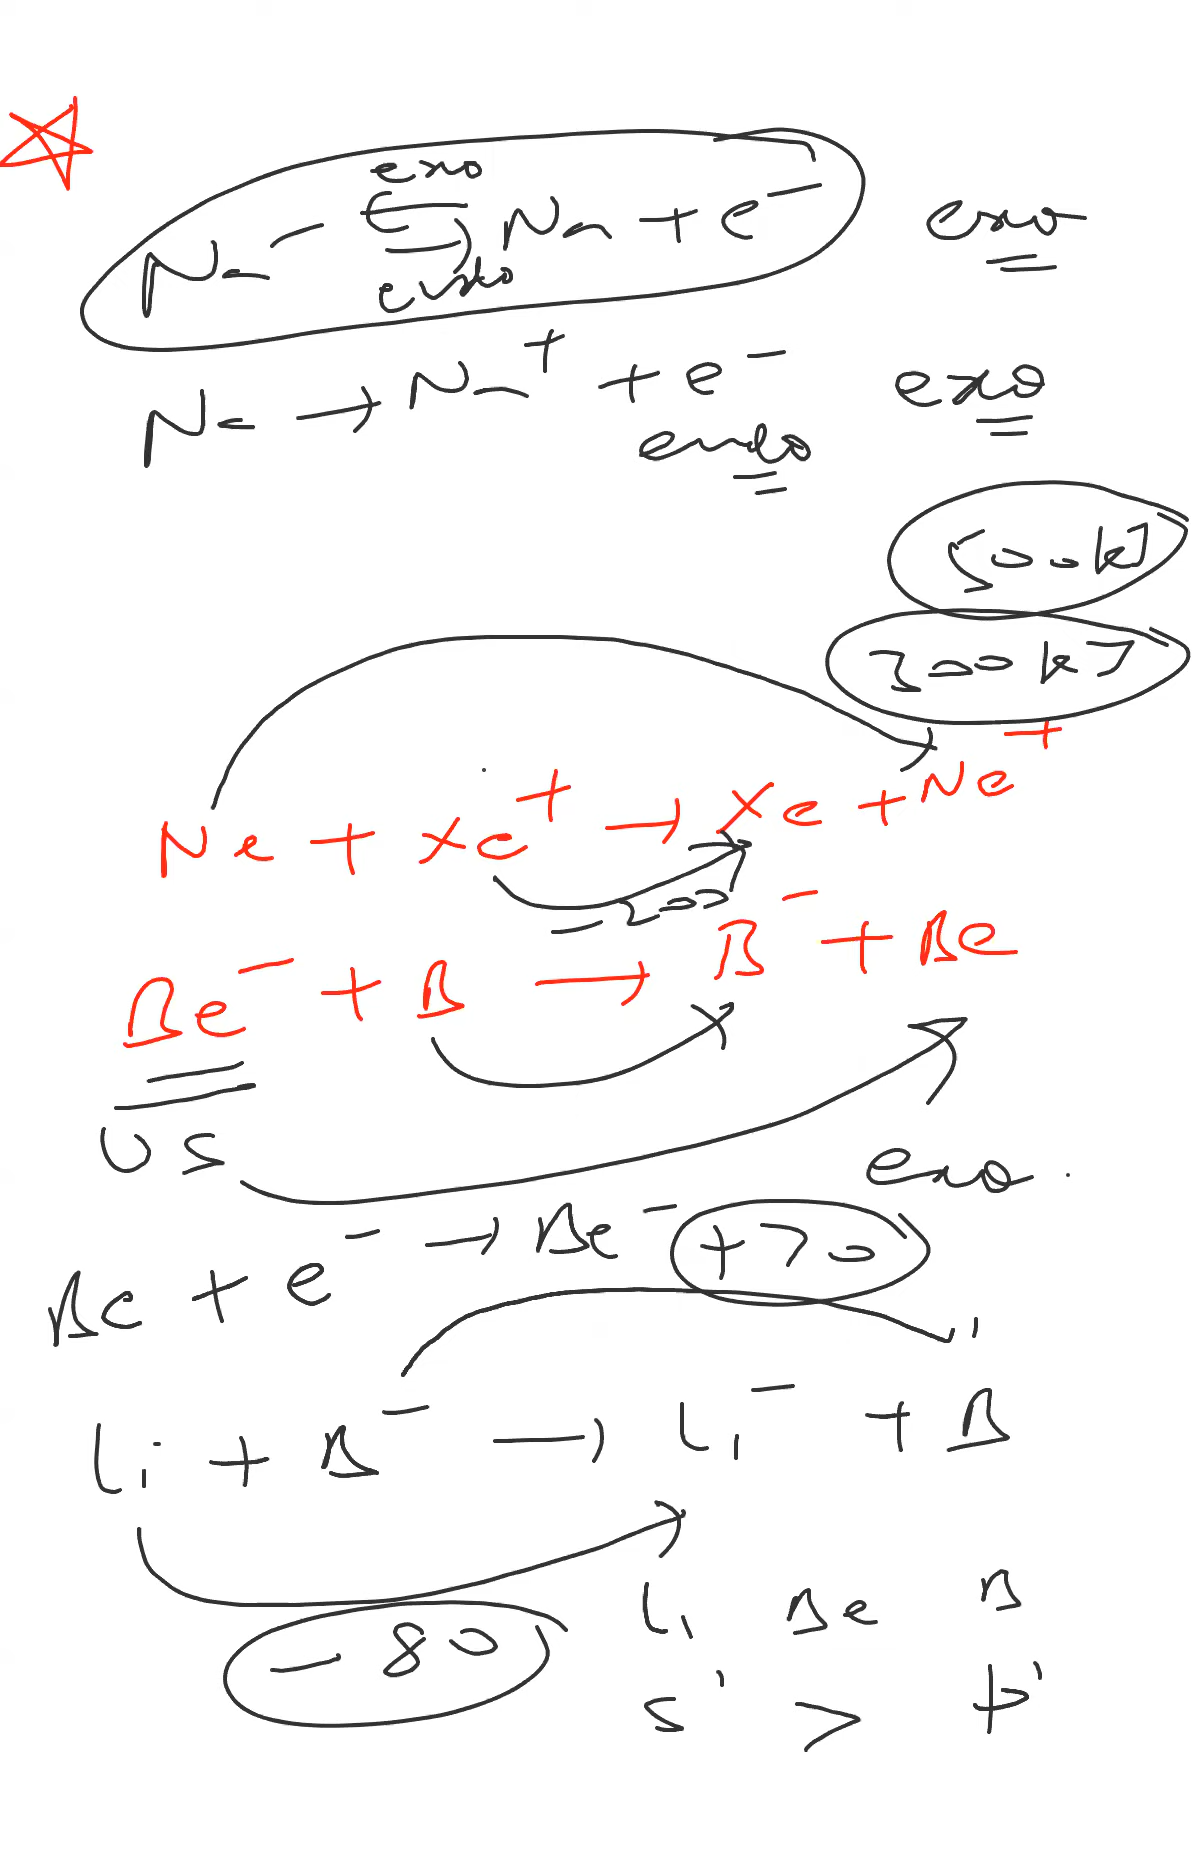 exo
Na⁻ ⇌ Na + e⁻ exo
endo
Na → Na⁺ + e⁻ exo
endo
500 kJ
300 kJ
Ne + Xe⁺ → Xe + Ne⁺
-200
Be⁻ + B → B⁻ + Be
US
exo
Be + e⁻ → Be⁻ +70
Li + B⁻ → Li⁻ + B
-80
Li Be B
s' > p'